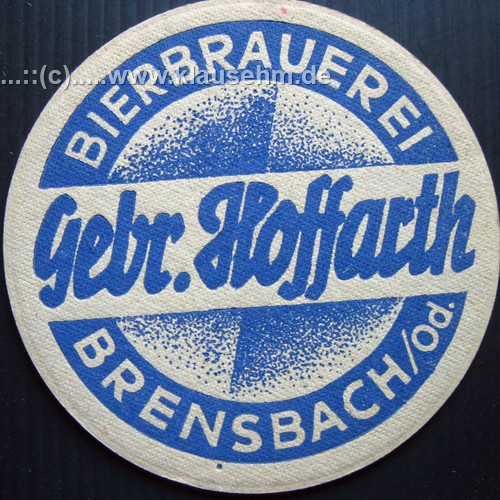 BIERBRAUEREI
...::(c).....www.klausehm.de
Gebr. Hoffarth
BRENSBACH/Od.